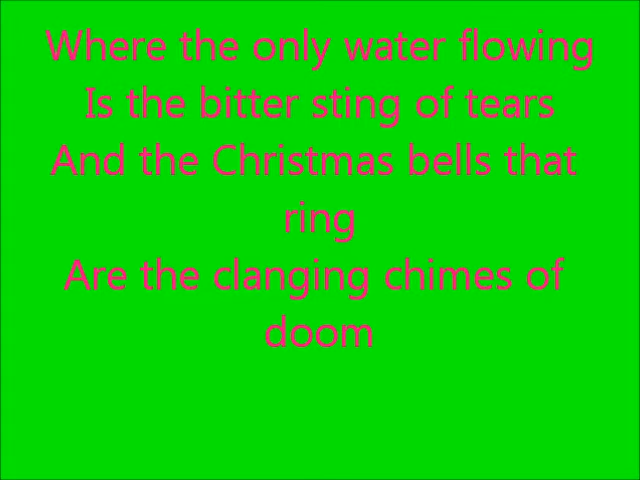 Where the only water flowing
Is the bitter sting of tears
And the Christmas bells that
ring
Are the clanging chimes of
doom